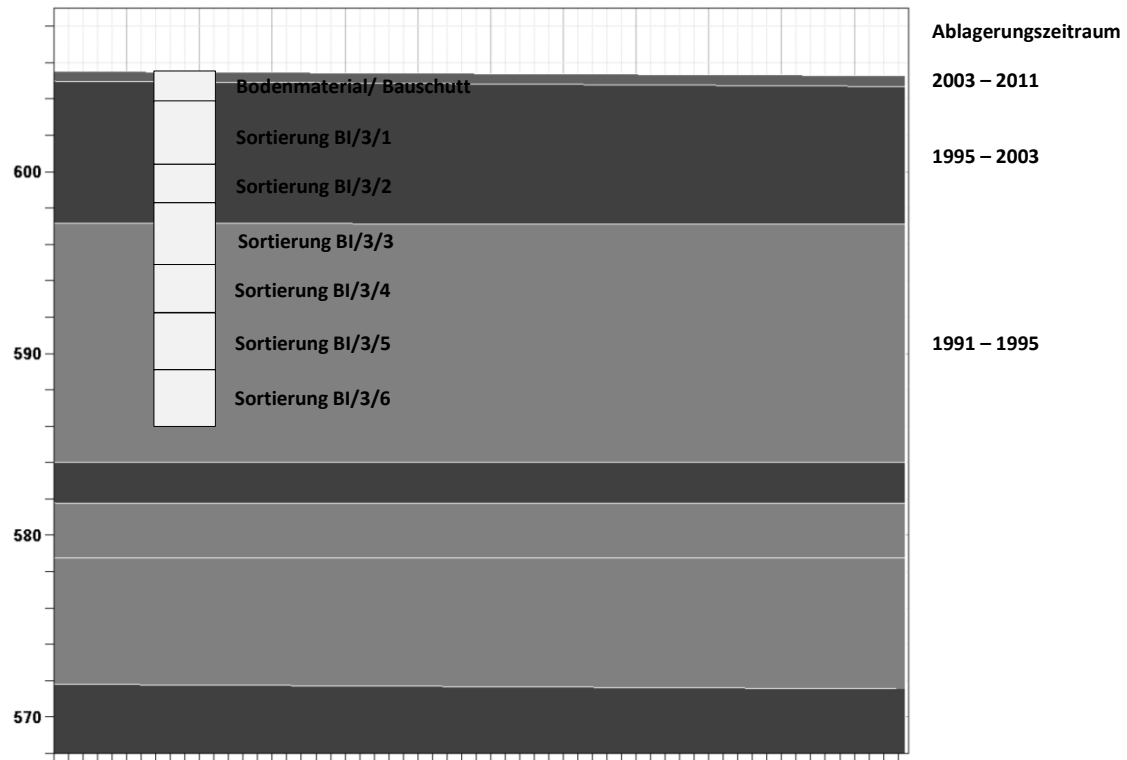 Ablagerungszeitraum
2003 – 2011
Bodenmaterial/ Bauschutt
Sortierung BI/3/1
1995 – 2003
600
Sortierung BI/3/2
Sortierung BI/3/3
Sortierung BI/3/4
590
Sortierung BI/3/5
1991 – 1995
Sortierung BI/3/6
580
570